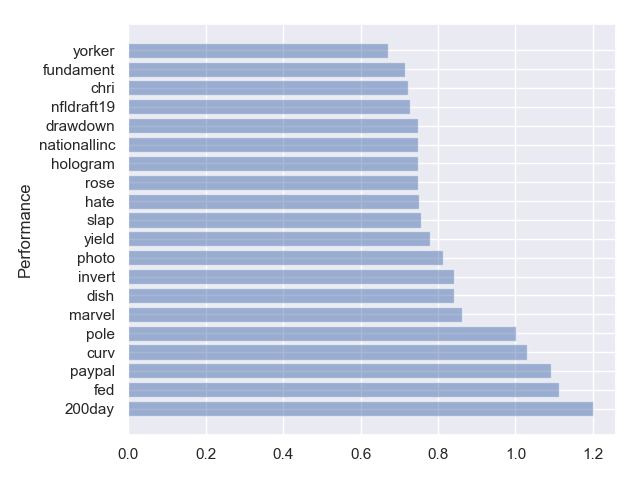 yorker
fundament
chri
nfldraft19
drawdown
nationallinc
hologram
rose
hate
slap
yield
photo
invert
dish
marvel
pole
curv
paypal
fed
200day
Performance
0.0 0.2 0.4 0.6 0.8 1.0 1.2